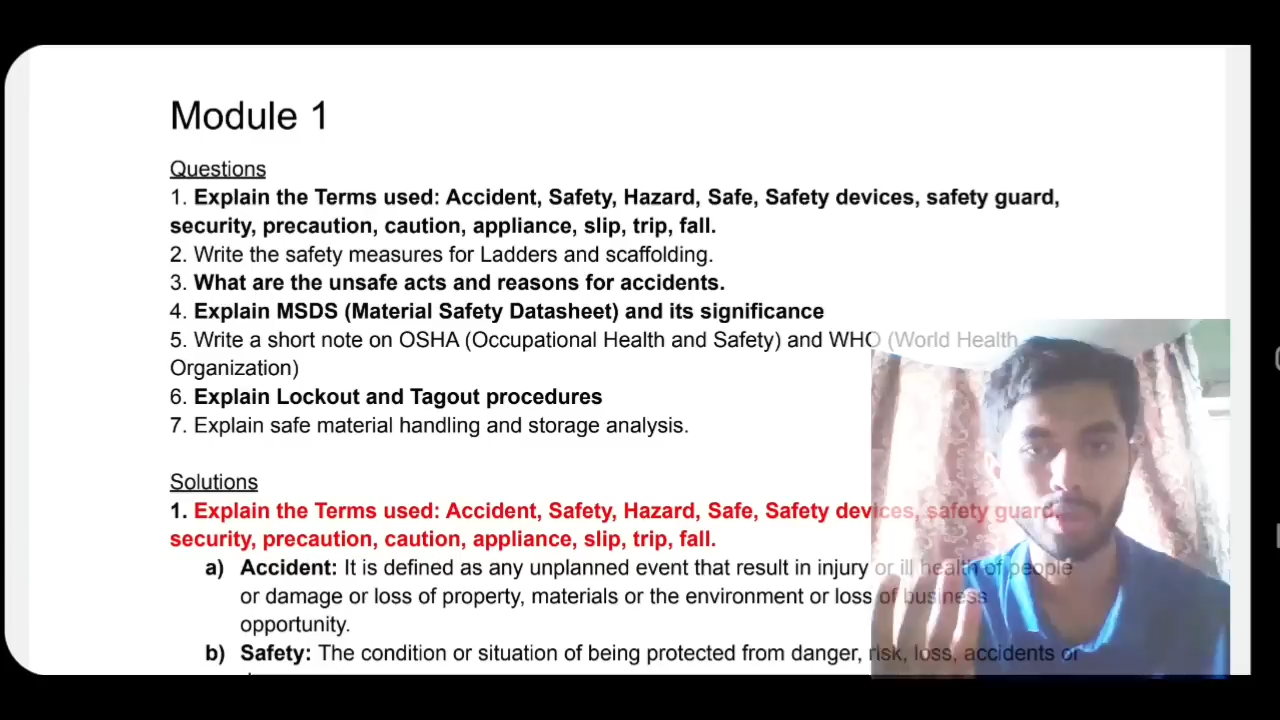 Module 1
Questions
1. Explain the Terms used: Accident, Safety, Hazard, Safe, Safety devices, safety guard,
security, precaution, caution, appliance, slip, trip, fall.
2. Write the safety measures for Ladders and scaffolding.
3. What are the unsafe acts and reasons for accidents.
4. Explain MSDS (Material Safety Datasheet) and its significance
5. Write a short note on OSHA (Occupational Health and Safety) and WHO (World Health
Organization)
6. Explain Lockout and Tagout procedures
7. Explain safe material handling and storage analysis.
Solutions
1. Explain the Terms used: Accident, Safety, Hazard, Safe, Safety devices, safety guard,
security, precaution, caution, appliance, slip, trip, fall.
a) Accident: It is defined as any unplanned event that result in injury or ill health of people
or damage or loss of property, materials or the environment or loss of business
opportunity.
b) Safety: The condition or situation of being protected from danger, risk, loss, accidents or